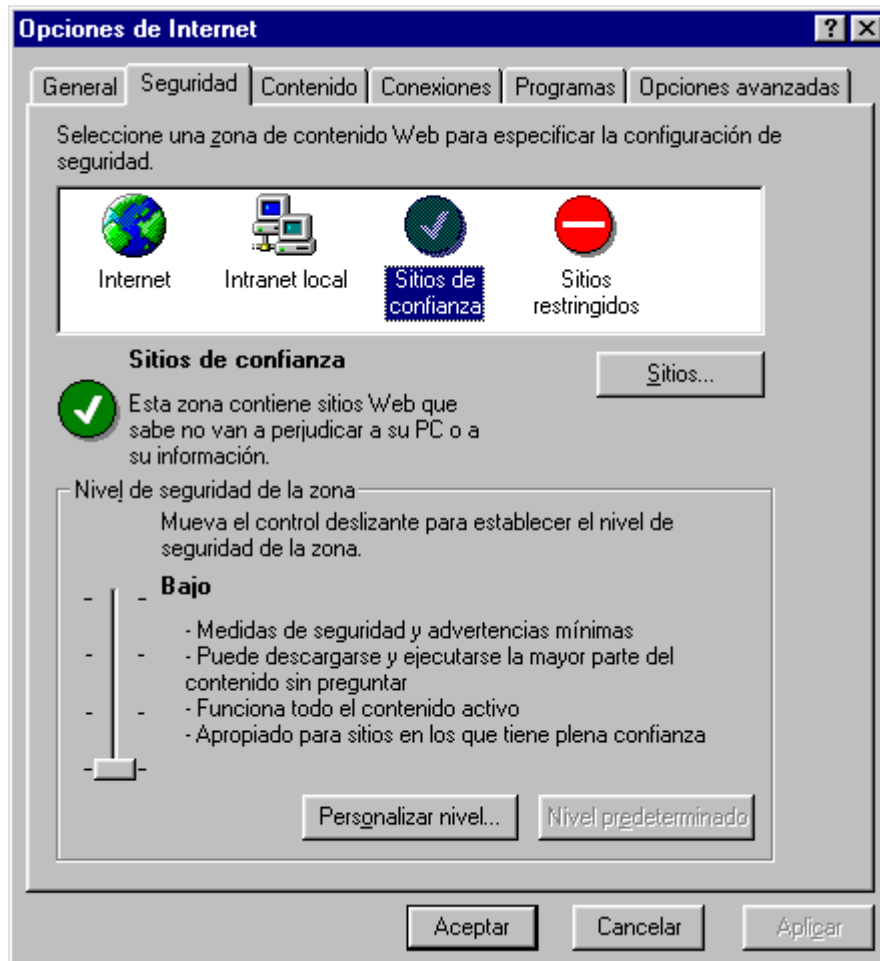 Opciones de Internet
General Seguridad Contenido Conexiones Programas Opciones avanzadas
Seleccione una zona de contenido Web para especificar la configuración de
seguridad.
Internet Intranet local Sitios de Sitios
confianza restringidos
Sitios de confianza
Sitios...
Esta zona contiene sitios Web que
sabe no van a perjudicar a su PC o a
su información.
Nivel de seguridad de la zona
Mueva el control deslizante para establecer el nivel de
seguridad de la zona.
Bajo
- Medidas de seguridad y advertencias mínimas
- Puede descargarse y ejecutarse la mayor parte del
contenido sin preguntar
- Funciona todo el contenido activo
- Apropiado para sitios en los que tiene plena confianza
Personalizar nivel... Nivel predeterminado
Aceptar Cancelar Aplicar